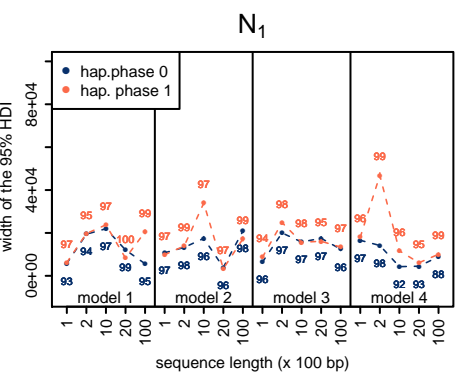 N1
width of the 95% HDI
0e+00 4e+04 8e+04
hap.phase 0
hap. phase 1
97 95 97 100 99
93 94 97 99 95
97 99 97 97 99
97 98 96 96 98
94 98 98 95 97
96 97 97 97 96
96 99 96 95 99
97 98 92 93 88
model 1 model 2 model 3 model 4
1 2 10 20 100 1 2 10 20 100 1 2 10 20 100 1 2 10 20 100
sequence length (x 100 bp)